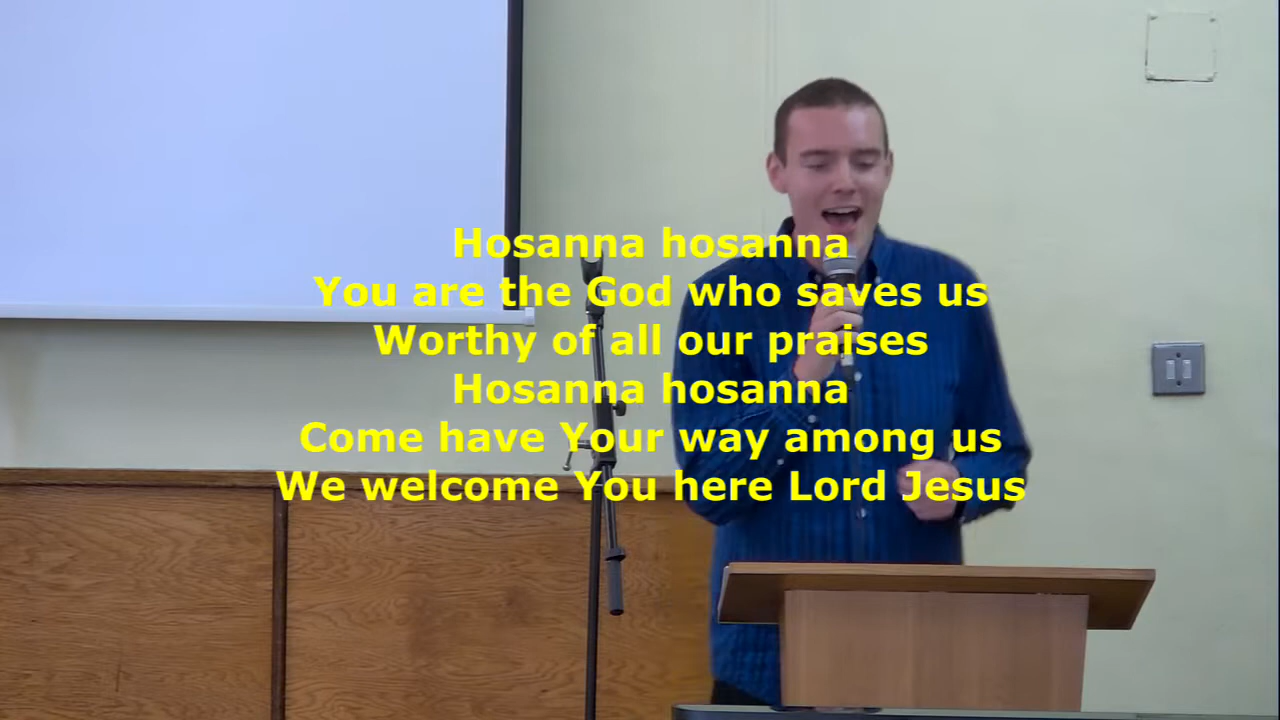 Hosanna hosanna
You are the God who saves us
Worthy of all our praises
Hosanna hosanna
Come have Your way among us
We welcome You here Lord Jesus